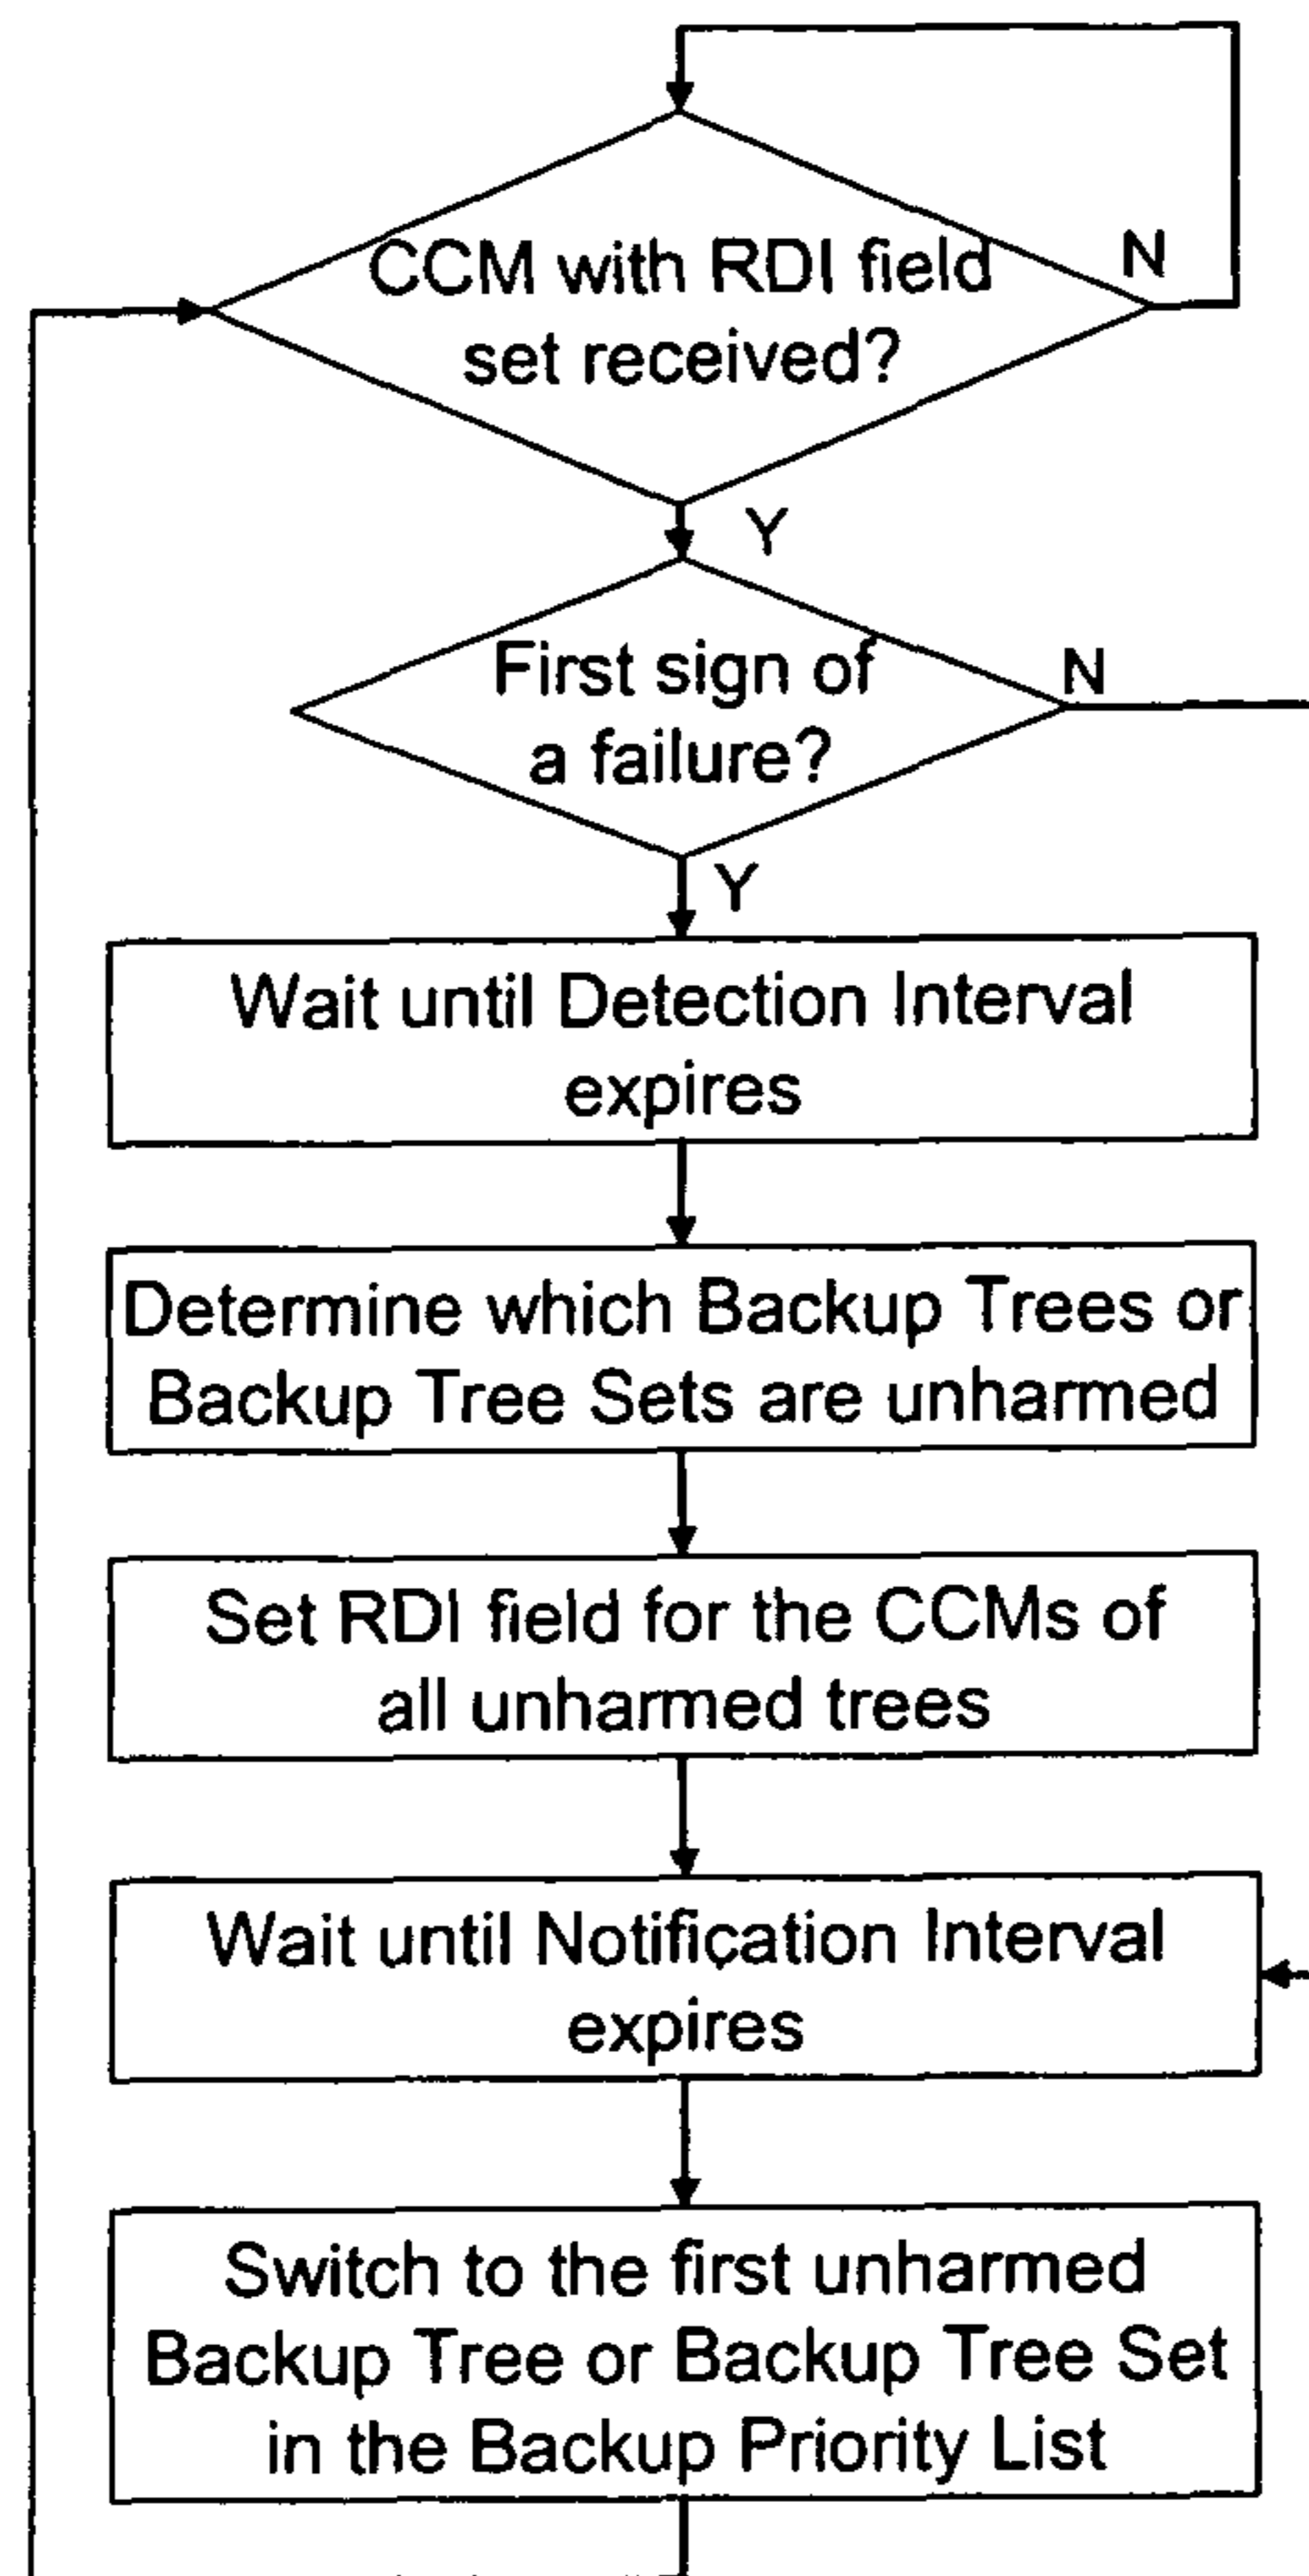 CCM with RDI field
set received?
N
Y
First sign of
a failure?
N
Y
Wait until Detection Interval
expires
Determine which Backup Trees or
Backup Tree Sets are unharmed
Set RDI field for the CCMs of
all unharmed trees
Wait until Notification Interval
expires
Switch to the first unharmed
Backup Tree or Backup Tree Set
in the Backup Priority List